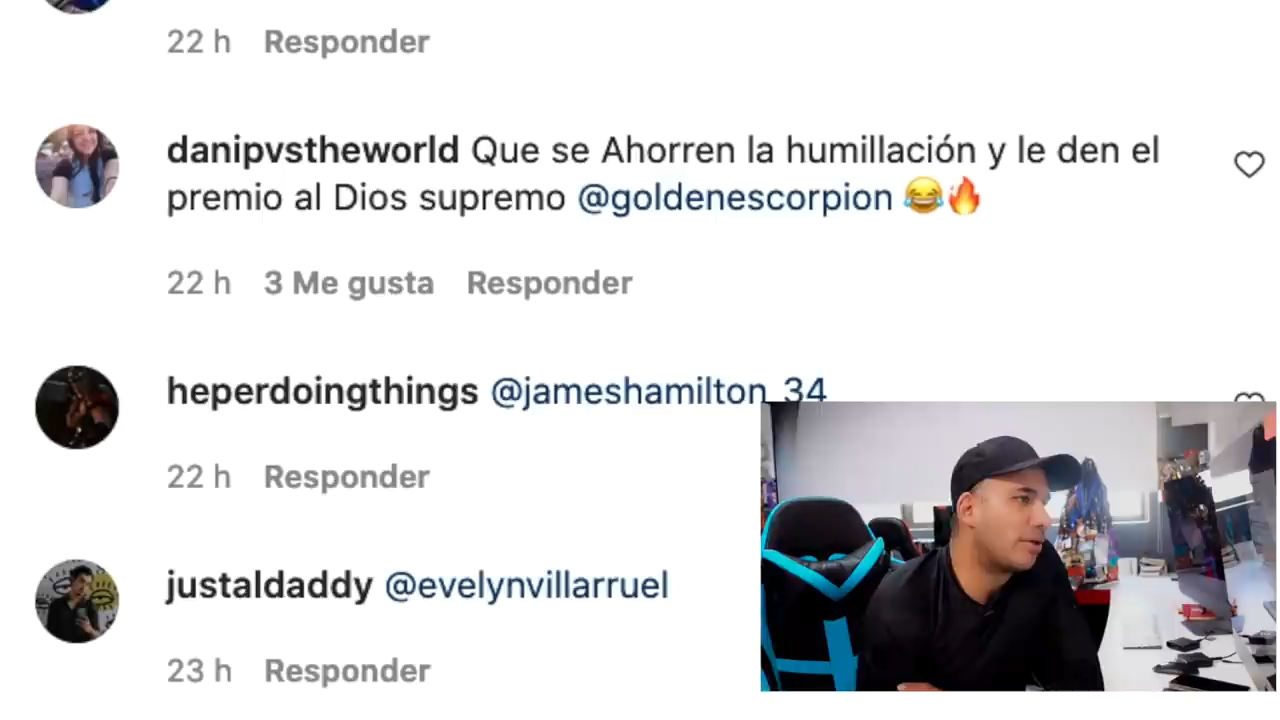 22 h Responder
danipvstheworld Que se Ahorren la humillación y le den el
premio al Dios supremo @goldenescorpion 😂🔥
22 h 3 Me gusta Responder
heperdoingthings @jameshamilton_34
22 h Responder
justaldaddy @evelynvillarruel
23 h Responder